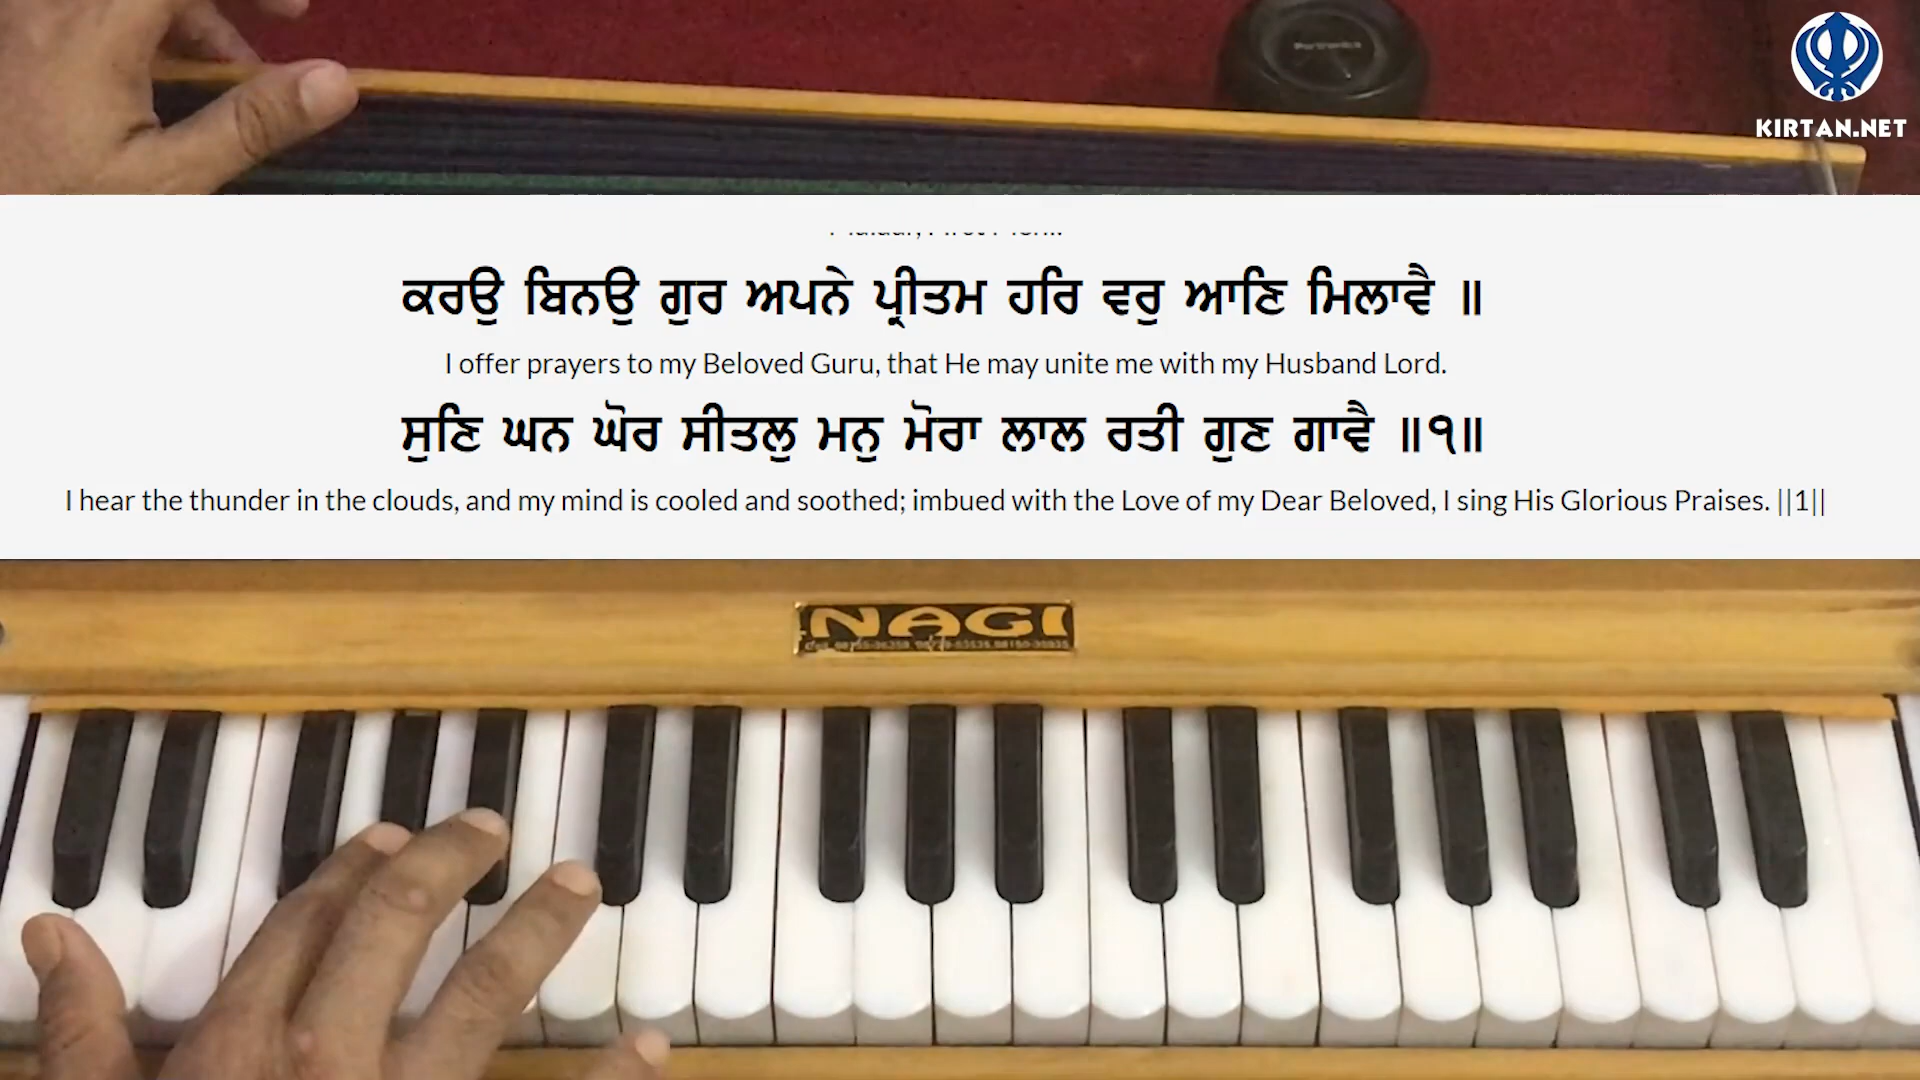 KIRTAN.NET
ਕਰਉ ਬਿਨਉ ਗੁਰ ਅਪਨੇ ਪ੍ਰੀਤਮ ਹਰਿ ਵਰੁ ਆਣਿ ਮਿਲਾਵੈ ॥
I offer prayers to my Beloved Guru, that He may unite me with my Husband Lord.
ਸੁਣਿ ਘਨ ਘੋਰ ਸੀਤਲੁ ਮਨੁ ਮੋਰਾ ਲਾਲ ਰਤੀ ਗੁਣ ਗਾਵੈ ॥੧॥
I hear the thunder in the clouds, and my mind is cooled and soothed; imbued with the Love of my Dear Beloved, I sing His Glorious Praises. ||1||
NAGI